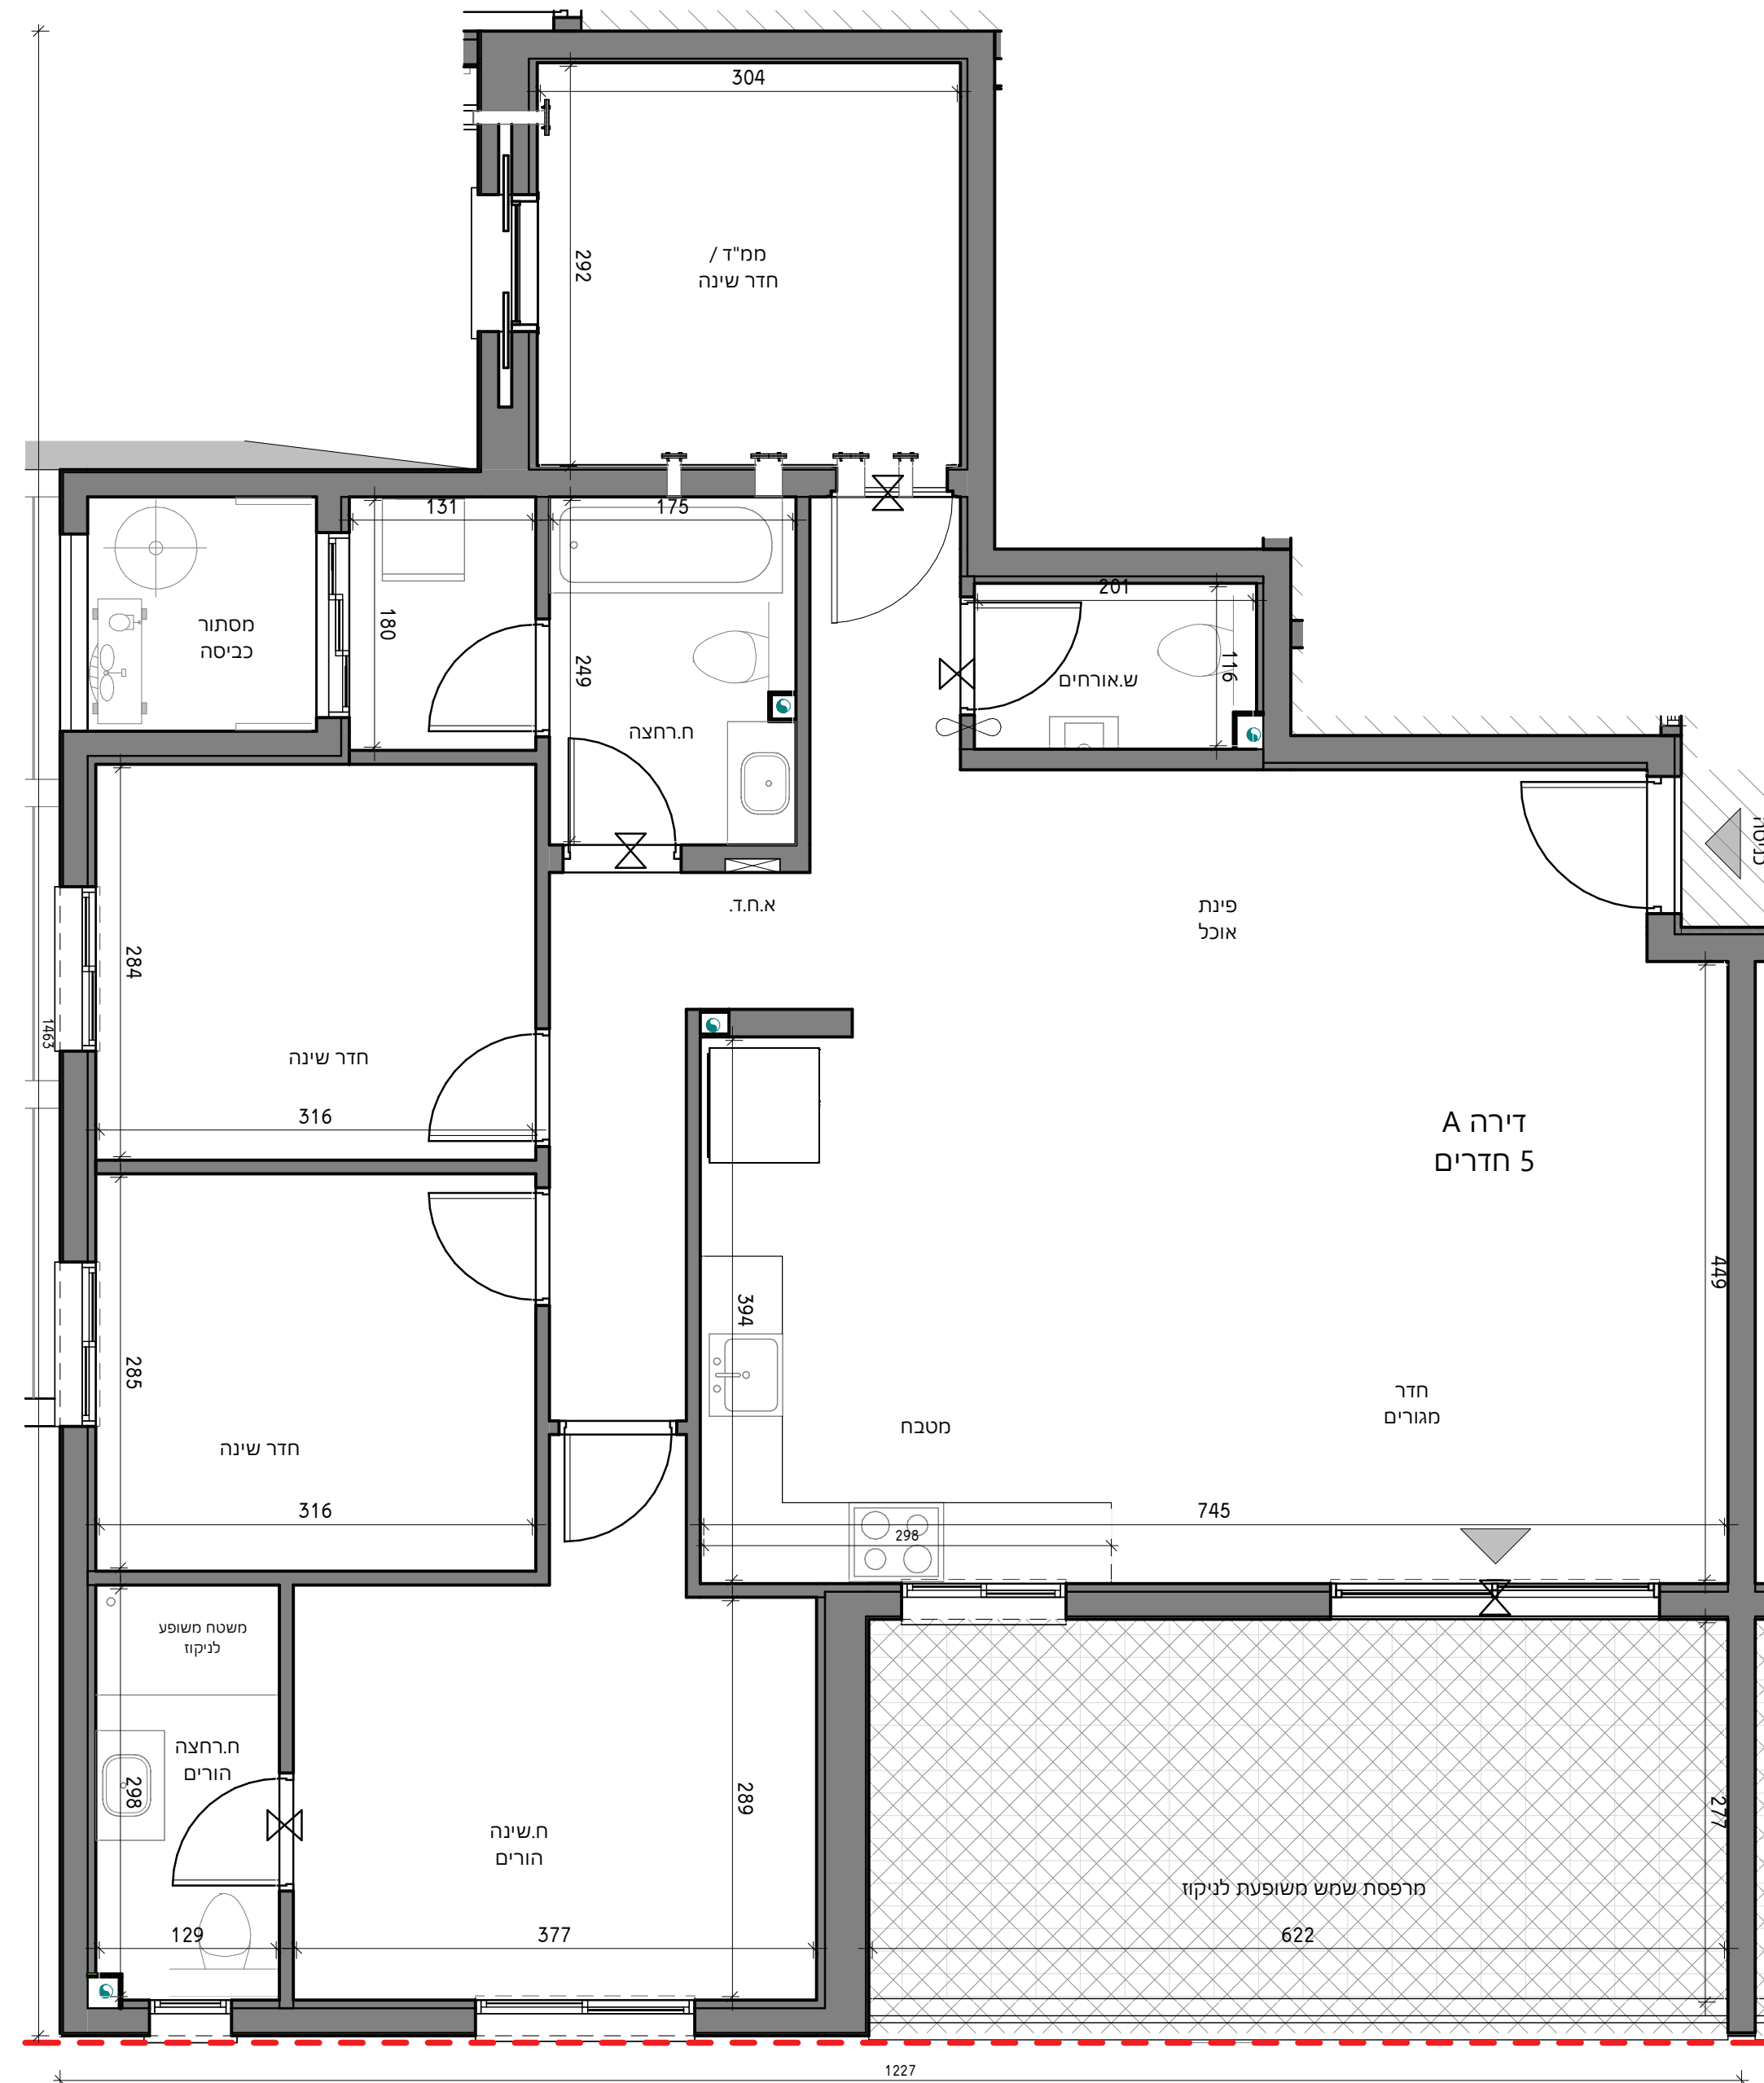 304
292
ממ"ד /
חדר שינה
131
175
201
180
249
116
מסתור
כביסה
ש.אורחים
ח.רחצה
כניסה
א.ח.ד.
פינת
אוכל
284
1463
חדר שינה
316
דירה A
5 חדרים
449
394
285
חדר
מגורים
מטבח
חדר שינה
316
745
298
משטח משופע
לניקוז
ח.רחצה
הורים
298
289
277
ח.שינה
הורים
מרפסת שמש משופעת לניקוז
129
377
622
1227